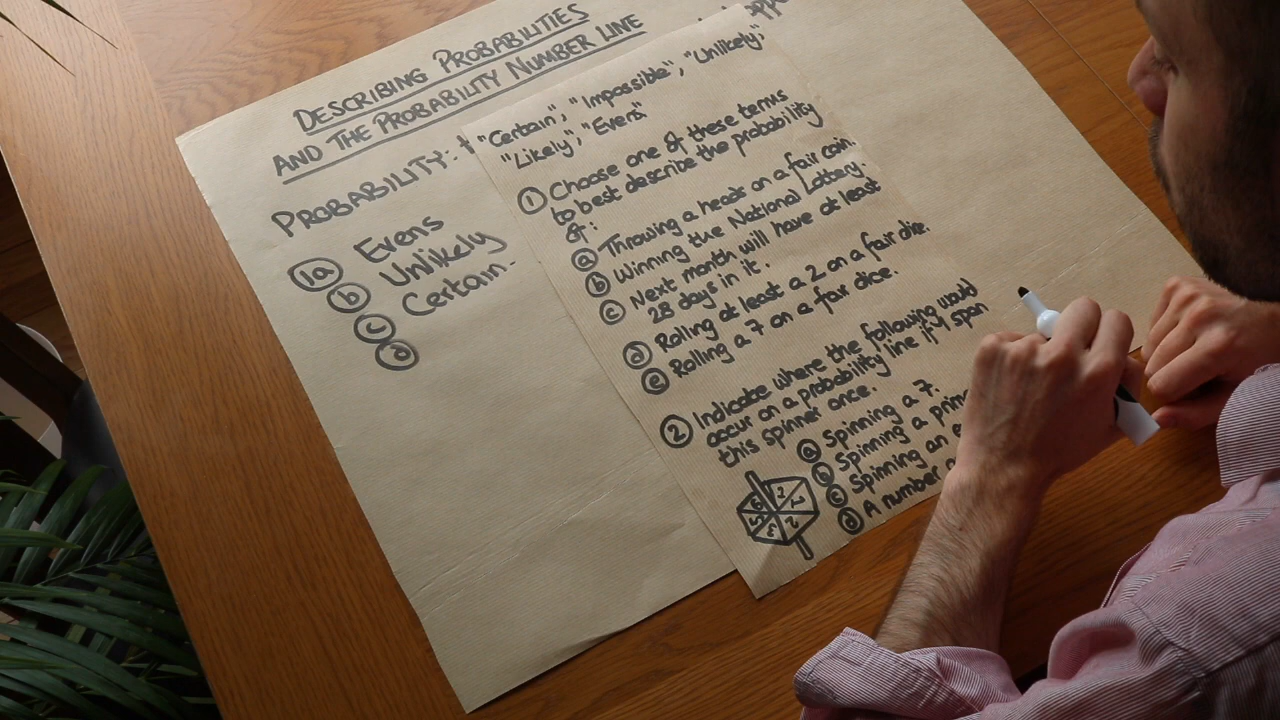 DESCRIBING PROBABILITIES
AND THE PROBABILITY NUMBER LINE
PROBABILITY:
1a Evens
b Unlikely
c Certain
d
"Certain", "Impossible", "Unlikely",
"Likely", "Evens"
1 Choose one of these terms
to best describe the probability
of:
a Throwing a heads on a fair coin.
b Winning the National Lottery.
c Next month will have at least
28 days in it.
d Rolling at least a 2 on a fair dice.
e Rolling a 7 on a fair dice.
2 Indicate where the following would
occur on a probability line if I span
this spinner once.
a Spinning a 7.
b Spinning a
c Spinning an
d A number